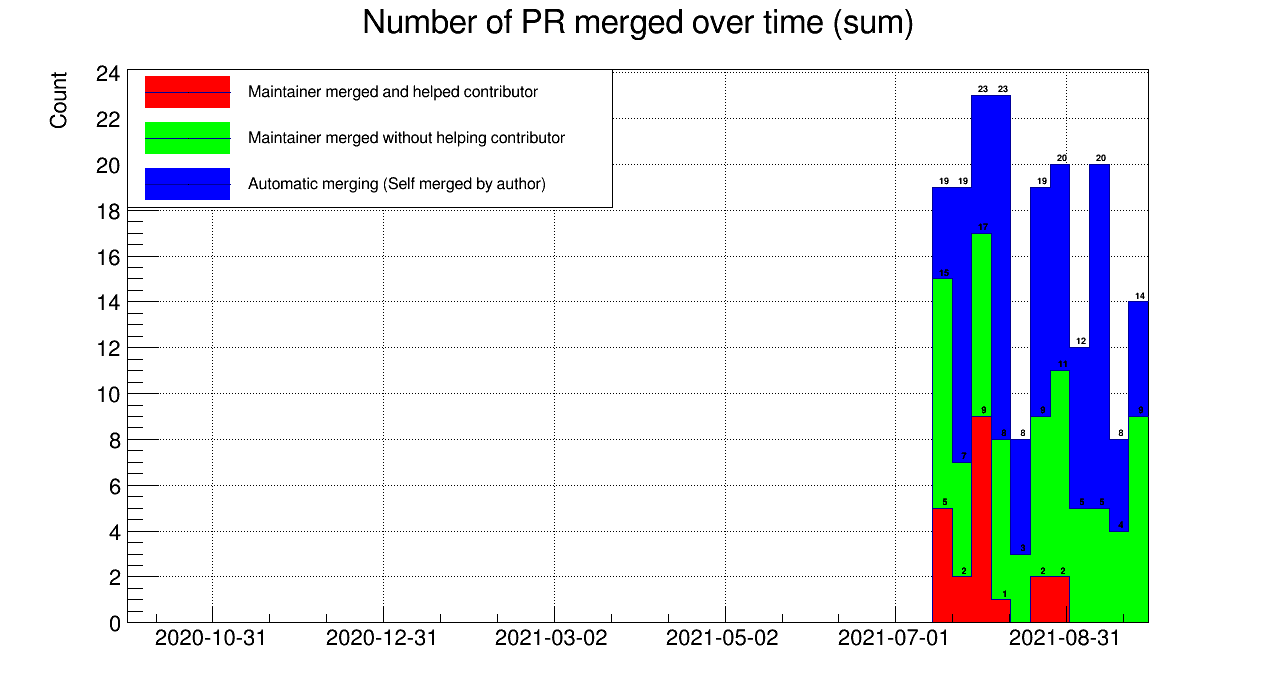 Number of PR merged over time (sum)
Count
24
22
20
18
16
14
12
10
8
6
4
2
0
Maintainer merged and helped contributor
Maintainer merged without helping contributor
Automatic merging (Self merged by author)
19 19 23 23 8 19 20 12 20 8 14
15 7 17 8 3 9 11 5 5 4 9
5 2 9 1 2 2
2020-10-31 2020-12-31 2021-03-02 2021-05-02 2021-07-01 2021-08-31